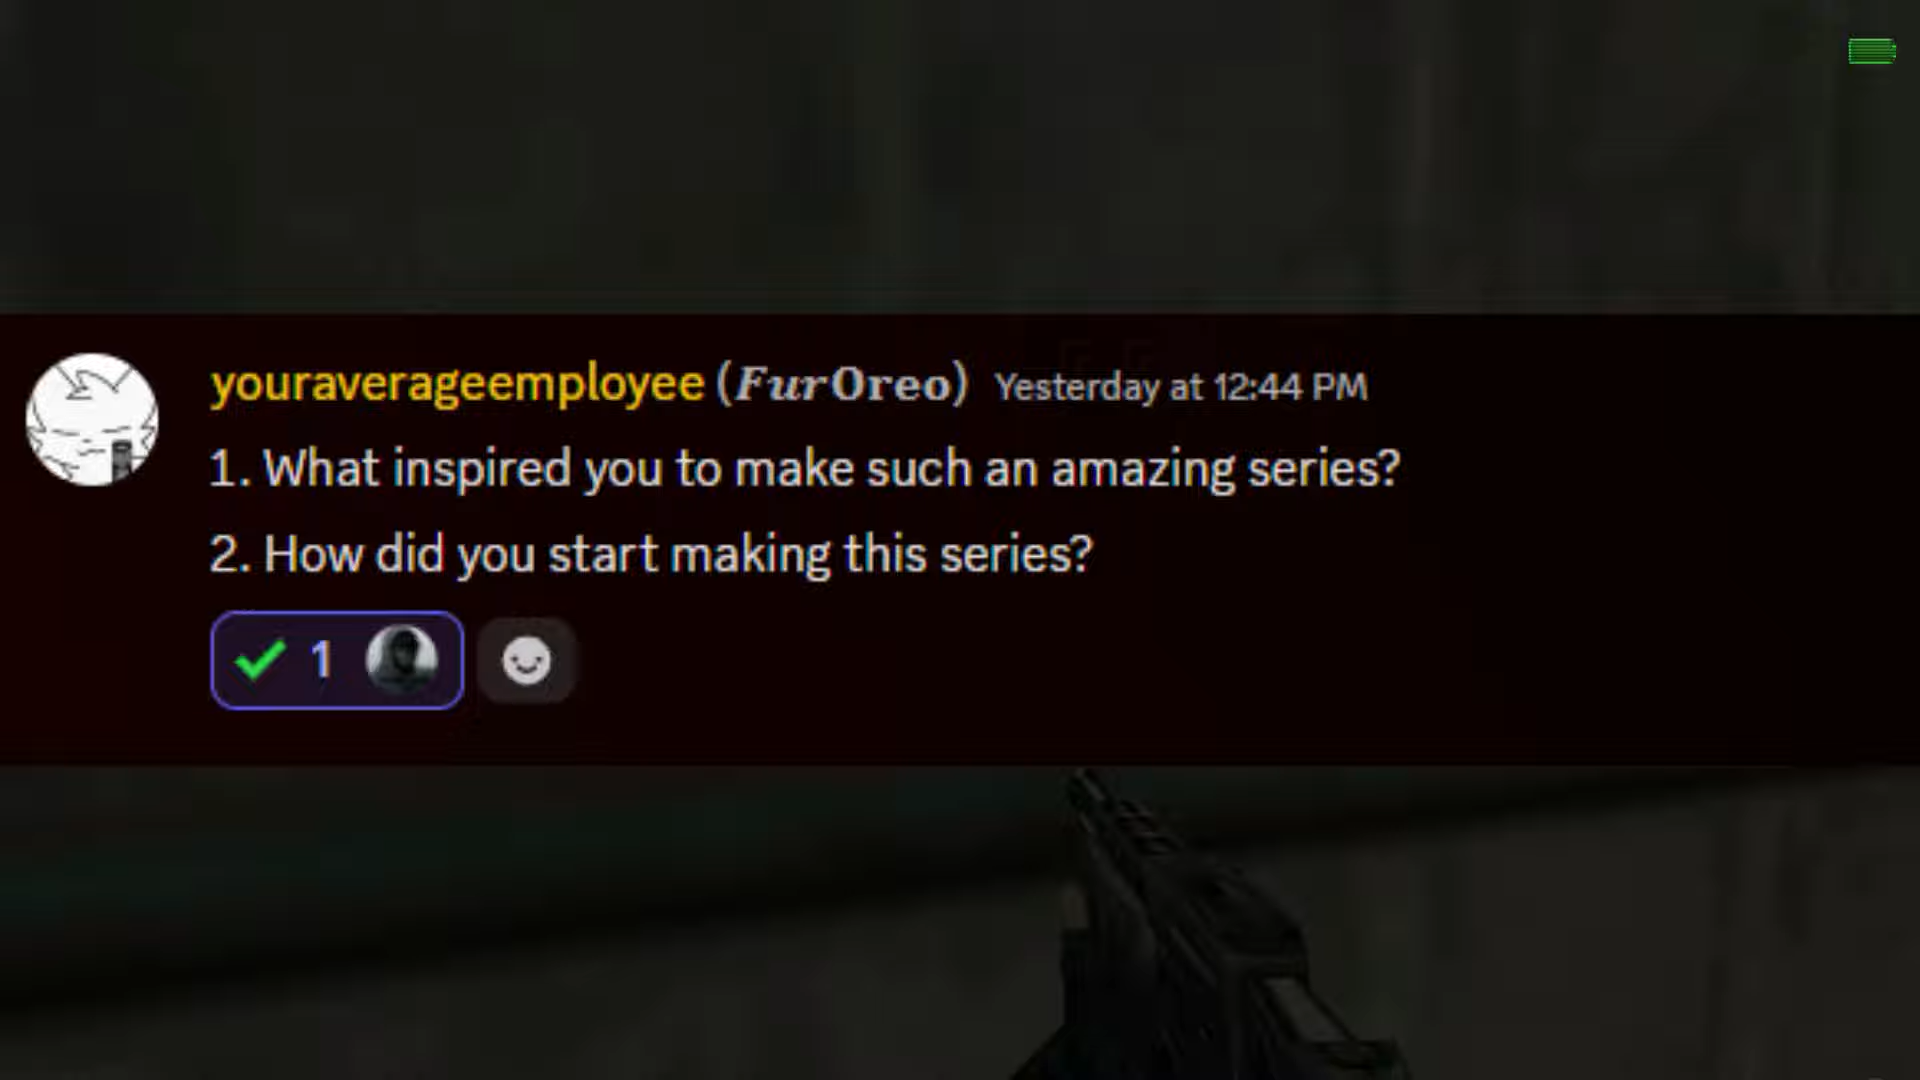 youraverageemployee (FurOreo) Yesterday at 12:44 PM
1. What inspired you to make such an amazing series?
2. How did you start making this series?
1